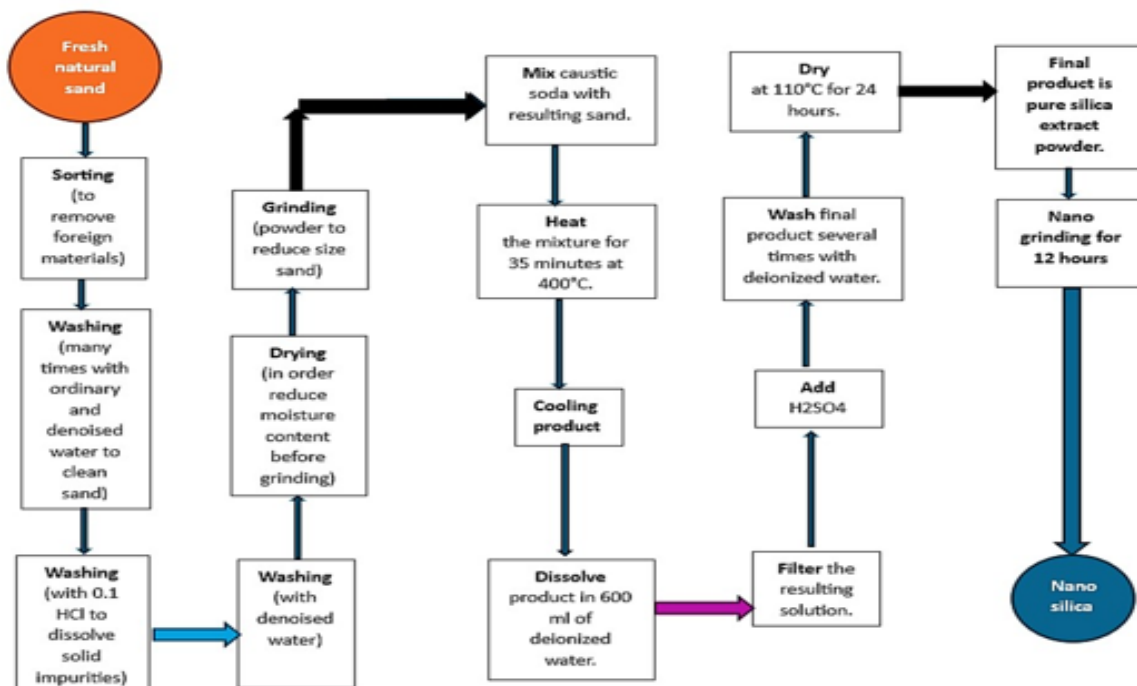 Fresh
natural
sand
Sorting
(to
remove
foreign
materials)
Washing
(many
times with
ordinary
and
denoised
water to
clean
sand)
Washing
(with 0.1
HCl to
dissolve
solid
impurities)
Washing
(with
denoised
water)
Drying
(in order
reduce
moisture
content
before
grinding)
Grinding
(powder to
reduce size
sand)
Mix caustic
soda with
resulting sand.
Heat
the mixture for
35 minutes at
400°C.
Cooling
product
Dissolve
product in 600
ml of
deionized
water.
Filter the
resulting
solution.
Add
H2SO4
Wash final
product several
times with
deionized water.
Dry
at 110°C for 24
hours.
Final
product is
pure silica
extract
powder.
Nano
grinding for
12 hours
Nano
silica